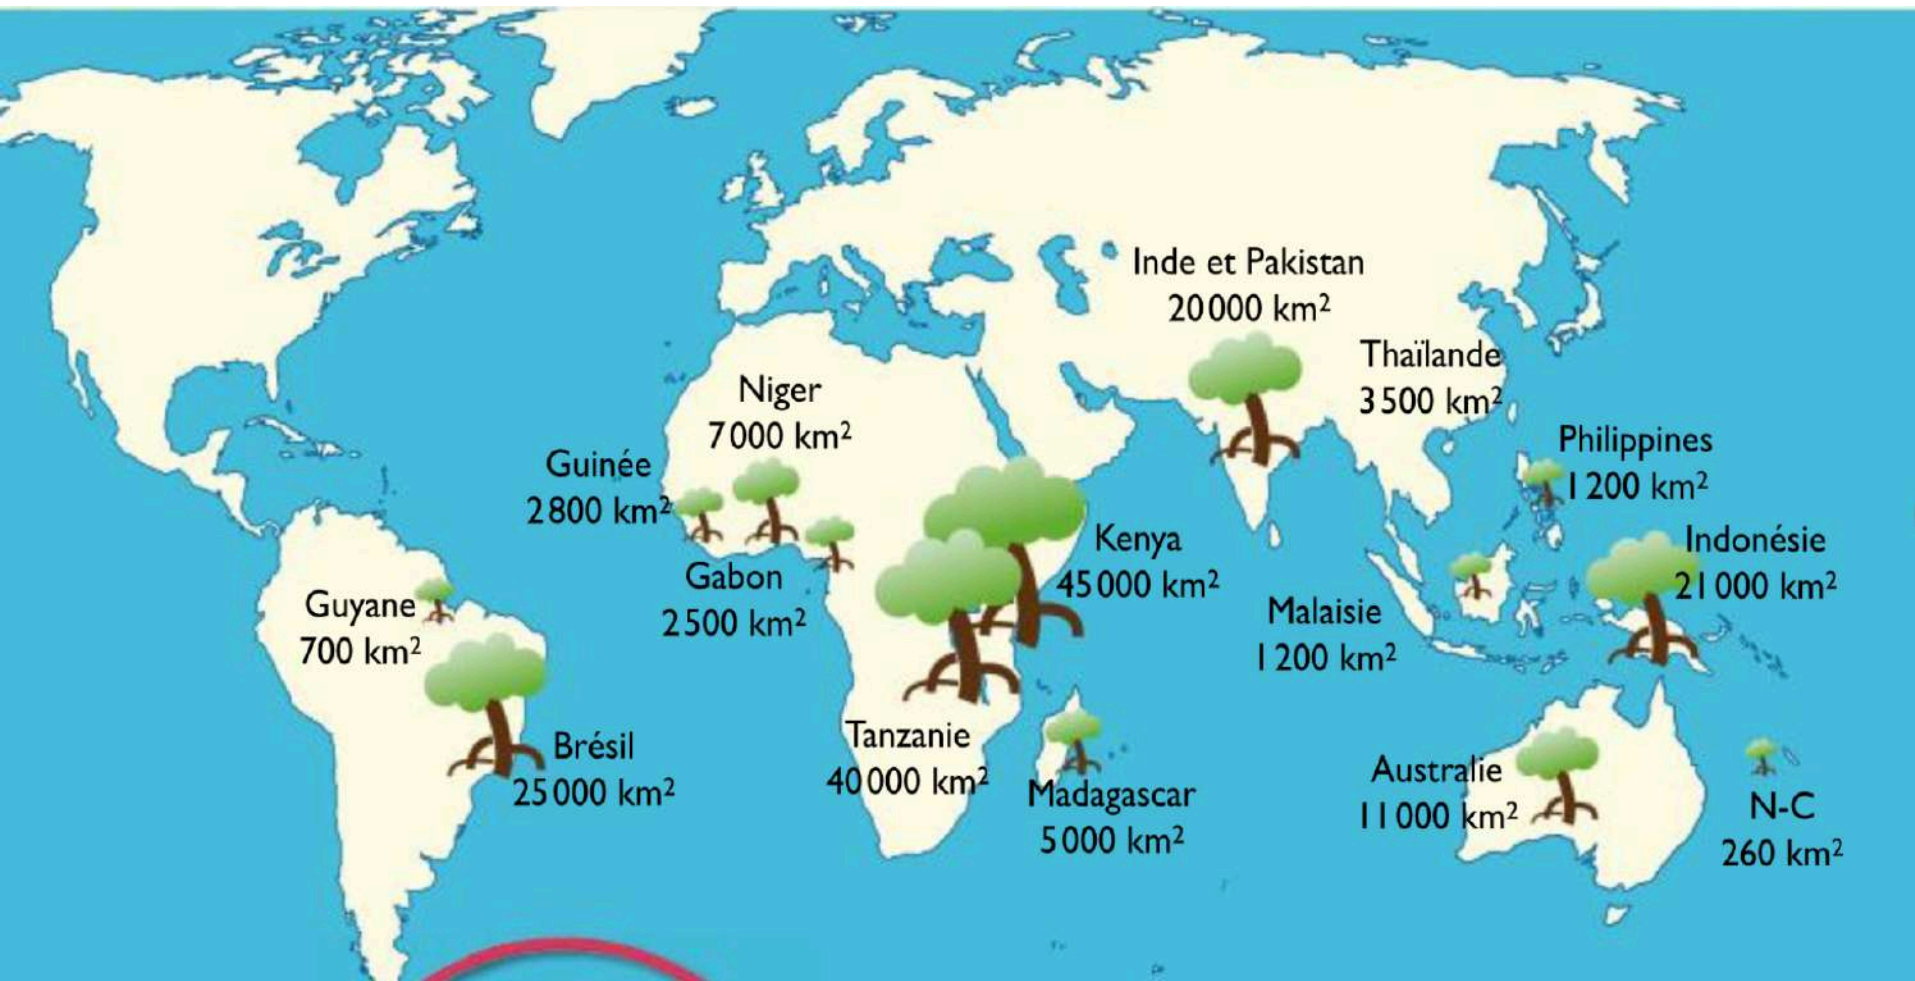 Inde et Pakistan
20000 km²
Thaïlande
3500 km²
Niger
7000 km²
Philippines
1200 km²
Guinée
2800 km²
Kenya
45000 km²
Indonésie
21000 km²
Gabon
2500 km²
Guyane
700 km²
Malaisie
1200 km²
Brésil
25000 km²
Tanzanie
40000 km²
Madagascar
5000 km²
Australie
11000 km²
N-C
260 km²